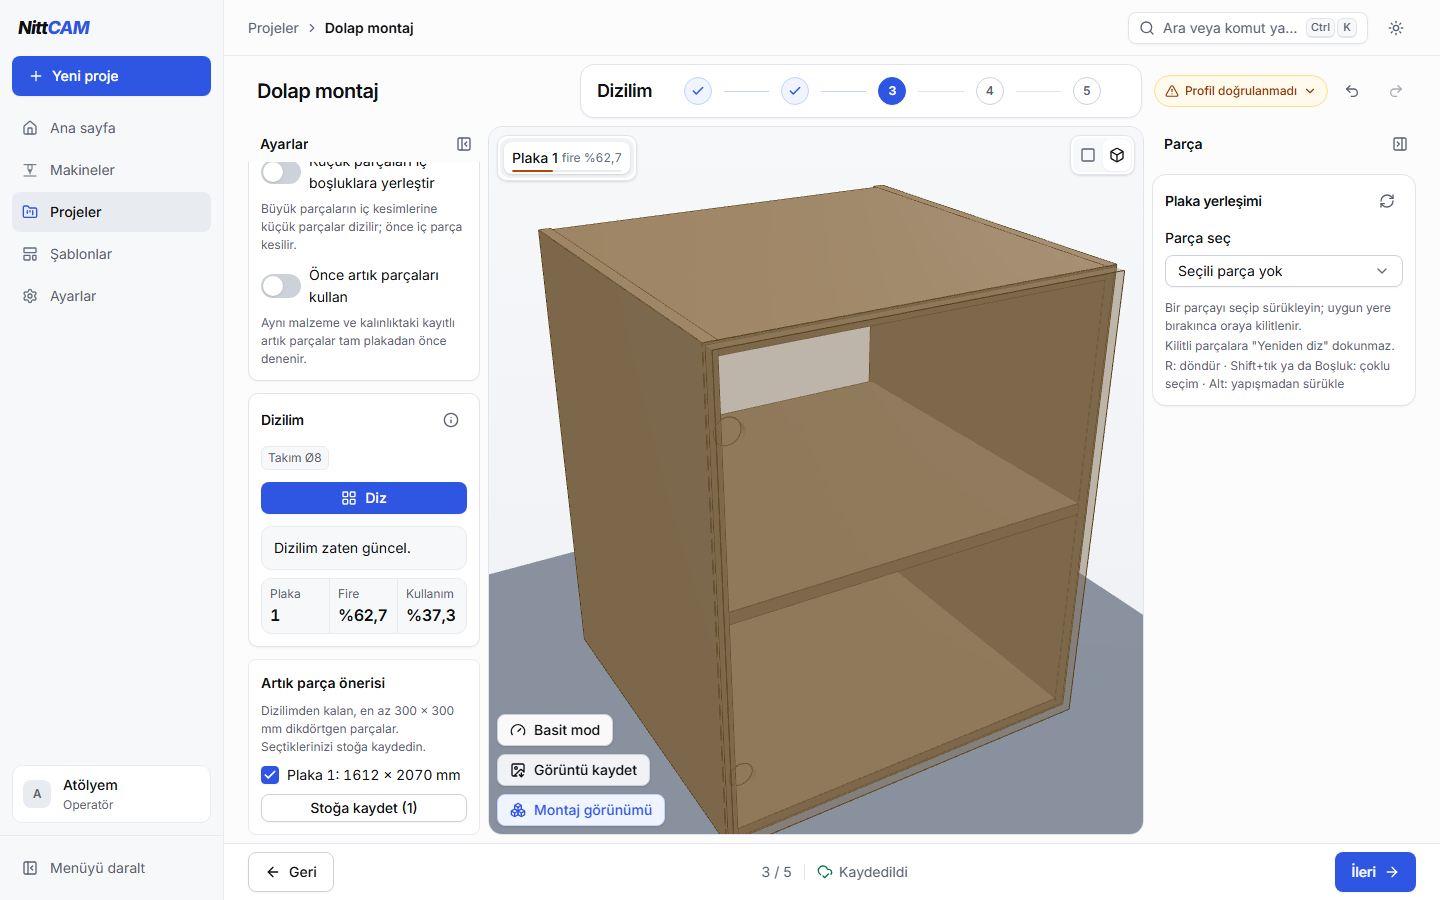 NittCAM
Yeni proje
Ana sayfa
Makineler
Projeler
Şablonlar
Ayarlar
A
Atölyem
Operatör
Menüyü daralt
Projeler > Dolap montaj
Ara veya komut ya... Ctrl K
Dolap montaj
Dizilim
3
4
5
Profil doğrulanmadı
Ayarlar
Küçük parçaları iç
boşluklara yerleştir
Büyük parçaların iç kesimlerine
küçük parçalar dizilir; önce iç parça
kesilir.
Önce artık parçaları
kullan
Aynı malzeme ve kalınlıktaki kayıtlı
artık parçalar tam plakadan önce
denenir.
Dizilim
Takım Ø8
Diz
Dizilim zaten güncel.
Plaka Fire Kullanım
1 %62,7 %37,3
Artık parça önerisi
Dizilimden kalan, en az 300 × 300
mm dikdörtgen parçalar.
Seçtiklerinizi stoğa kaydedin.
Plaka 1: 1612 × 2070 mm
Stoğa kaydet (1)
Plaka 1 fire %62,7
Basit mod
Görüntü kaydet
Montaj görünümü
Parça
Plaka yerleşimi
Parça seç
Seçili parça yok
Bir parçayı seçip sürükleyin; uygun yere
bırakınca oraya kilitlenir.
Kilitli parçalara "Yeniden diz" dokunmaz.
R: döndür · Shift+tık ya da Boşluk: çoklu
seçim · Alt: yapışmadan sürükle
Geri
3 / 5
Kaydedildi
İleri